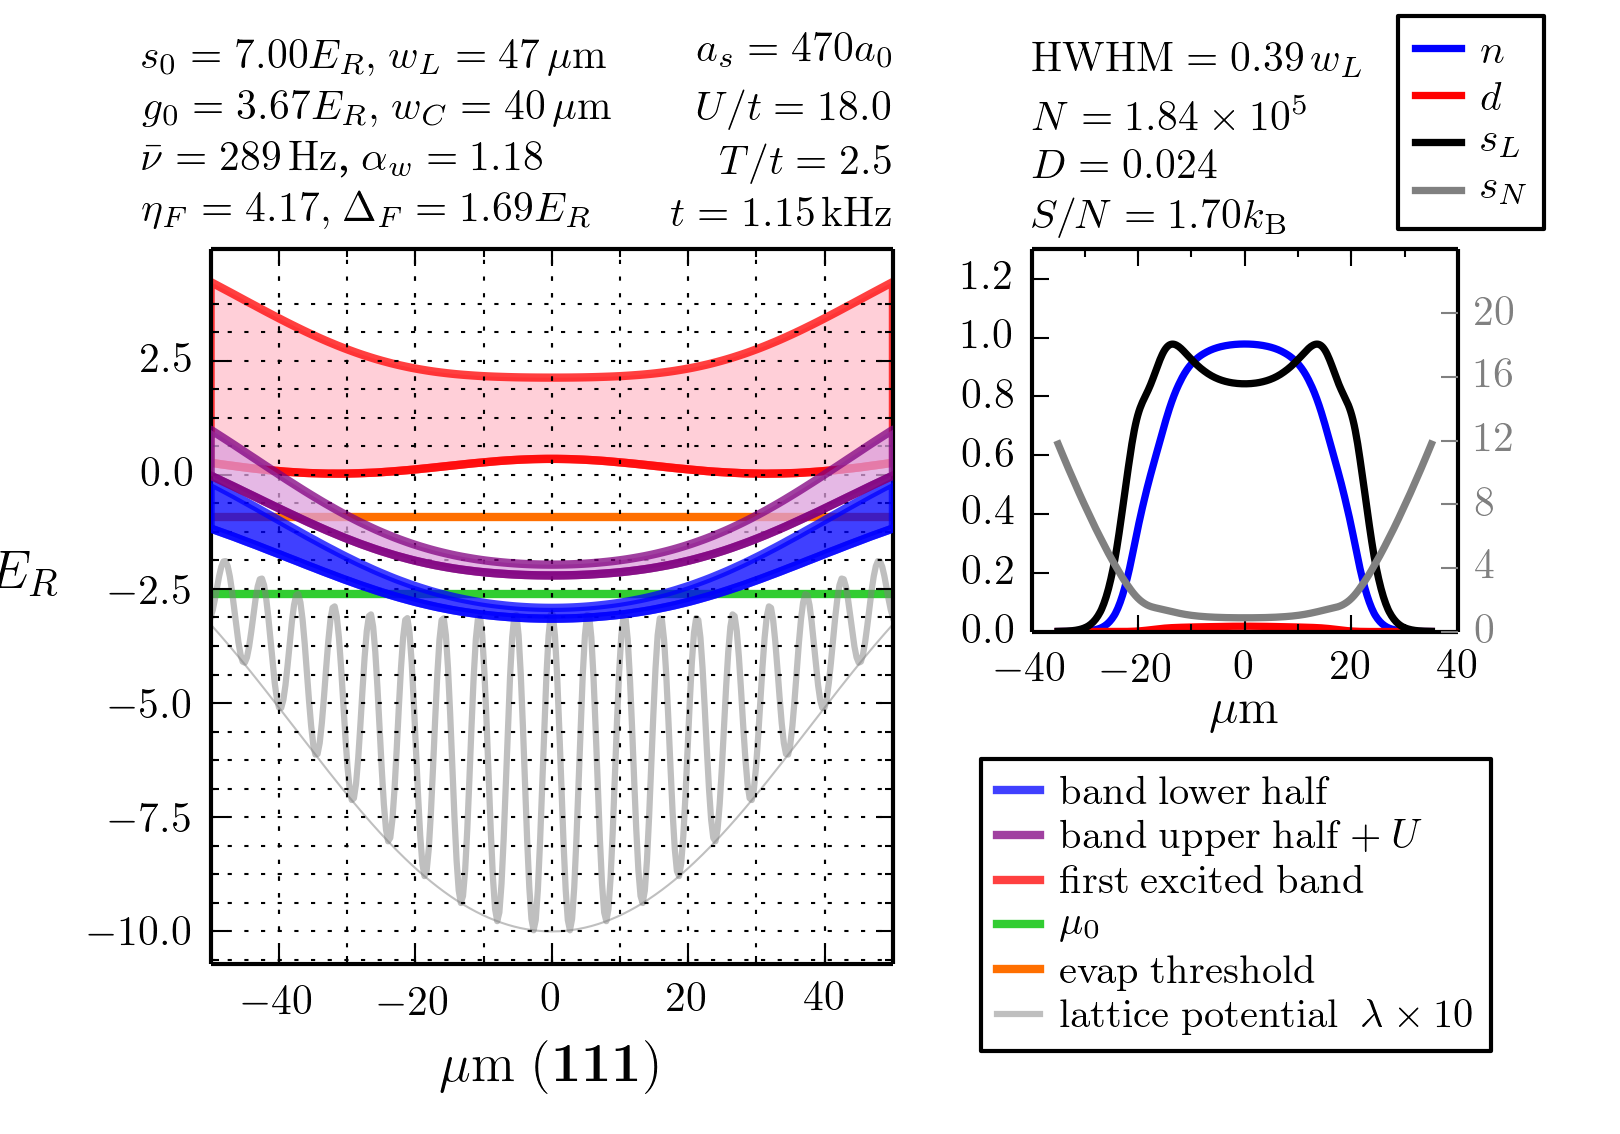 s₀ = 7.00E_R, w_L = 47 μm
g₀ = 3.67E_R, w_C = 40 μm
ν̄ = 289 Hz, α_w = 1.18
η_F = 4.17, Δ_F = 1.69E_R
a_s = 470a₀
U/t = 18.0
T/t = 2.5
t = 1.15 kHz
HWHM = 0.39 w_L
N = 1.84 × 10⁵
D = 0.024
S/N = 1.70k_B
n
d
s_L
s_N
E_R
2.5
0.0
−2.5
−5.0
−7.5
−10.0
−40 −20 0 20 40
μm (111)
1.2
1.0
0.8
0.6
0.4
0.2
0.0
20
16
12
8
4
0
−40 −20 0 20 40
μm
band lower half
band upper half + U
first excited band
μ₀
evap threshold
lattice potential λ × 10